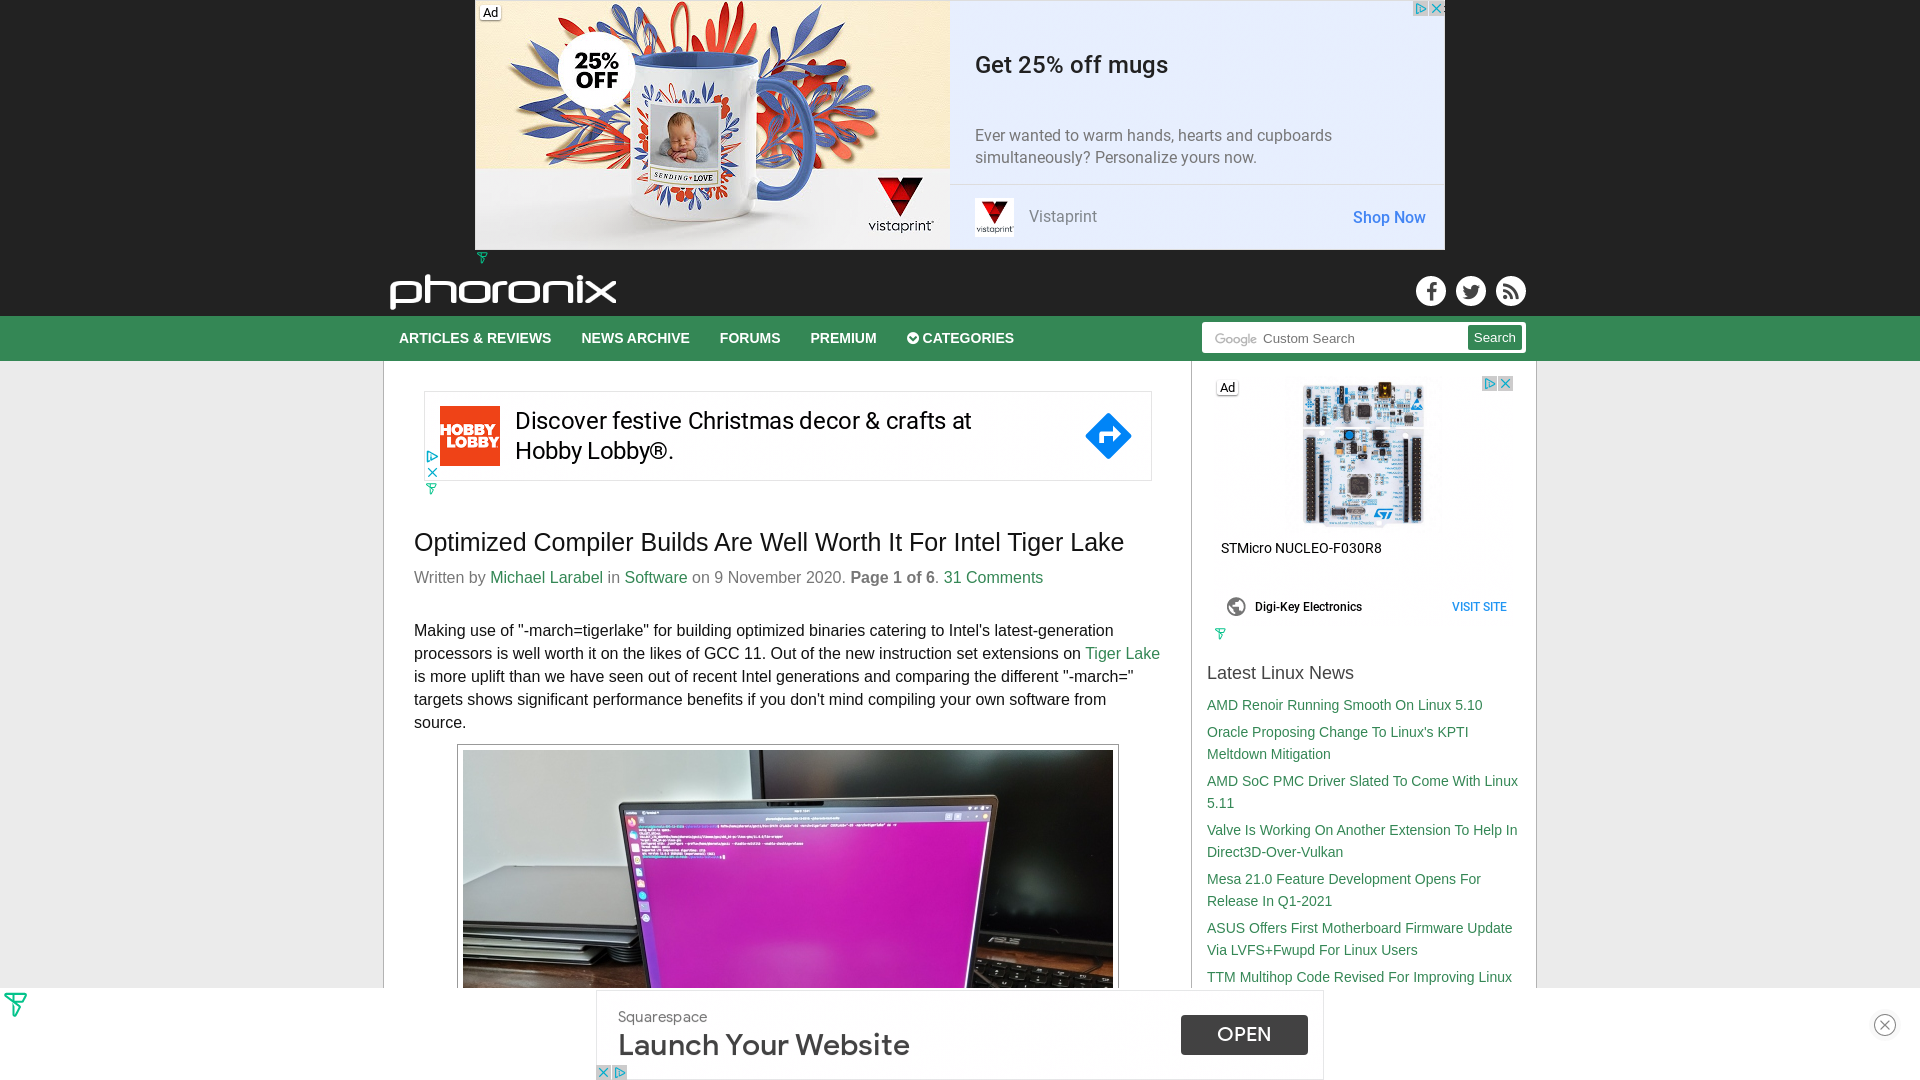 Ad
25%
OFF
SENDING LOVE
vistaprint
Get 25% off mugs
Ever wanted to warm hands, hearts and cupboards
simultaneously? Personalize yours now.
vistaprint
Vistaprint
Shop Now
phoronix
ARTICLES & REVIEWS
NEWS ARCHIVE
FORUMS
PREMIUM
CATEGORIES
Google Custom Search
Search
HOBBY
LOBBY
Discover festive Christmas decor & crafts at
Hobby Lobby®.
Optimized Compiler Builds Are Well Worth It For Intel Tiger Lake
Written by Michael Larabel in Software on 9 November 2020. Page 1 of 6. 31 Comments
Making use of "-march=tigerlake" for building optimized binaries catering to Intel's latest-generation
processors is well worth it on the likes of GCC 11. Out of the new instruction set extensions on Tiger Lake
is more uplift than we have seen out of recent Intel generations and comparing the different "-march="
targets shows significant performance benefits if you don't mind compiling your own software from
source.
ASUS
Ad
ST
STMicro NUCLEO-F030R8
Digi-Key Electronics
VISIT SITE
Latest Linux News
AMD Renoir Running Smooth On Linux 5.10
Oracle Proposing Change To Linux's KPTI
Meltdown Mitigation
AMD SoC PMC Driver Slated To Come With Linux
5.11
Valve Is Working On Another Extension To Help In
Direct3D-Over-Vulkan
Mesa 21.0 Feature Development Opens For
Release In Q1-2021
ASUS Offers First Motherboard Firmware Update
Via LVFS+Fwupd For Linux Users
TTM Multihop Code Revised For Improving Linux
Squarespace
Launch Your Website
OPEN